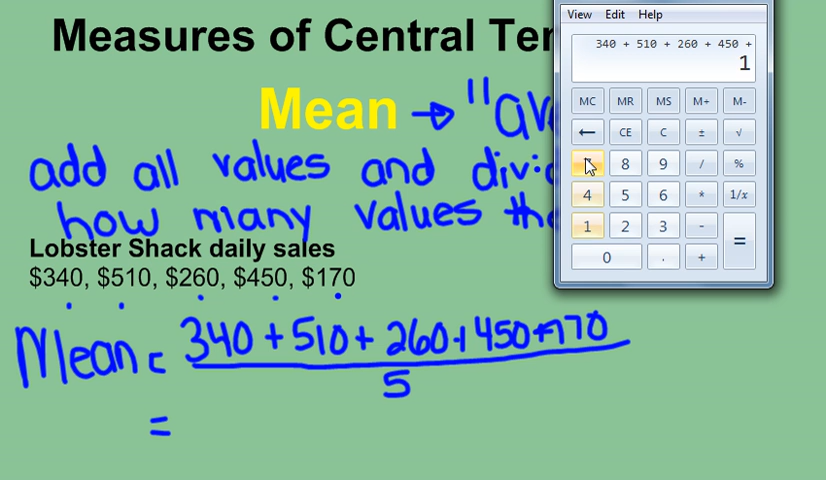 Measures of Central Ter
Mean → "av
add all values and divi
how many values the
Lobster Shack daily sales
$340, $510, $260, $450, $170
Mean = 340 + 510 + 260 + 450 + 170
5
=
View Edit Help
340 + 510 + 260 + 450 +
1
MC MR MS M+ M-
← CE C ± √
8 9 / %
4 5 6 * 1/x
1 2 3 - =
0 . +